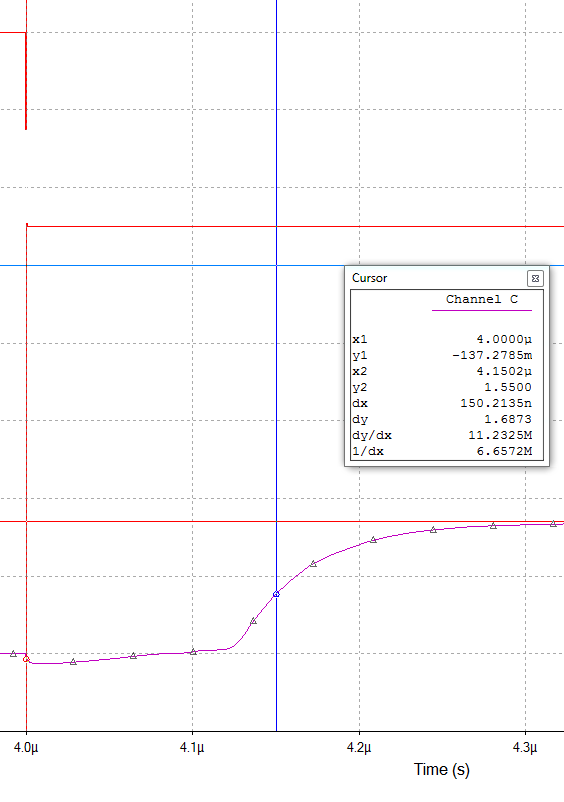 Cursor
Channel C
x1 4.0000µ
y1 -137.2785m
x2 4.1502µ
y2 1.5500
dx 150.2135n
dy 1.6873
dy/dx 11.2325M
1/dx 6.6572M
4.0µ 4.1µ 4.2µ 4.3µ
Time (s)